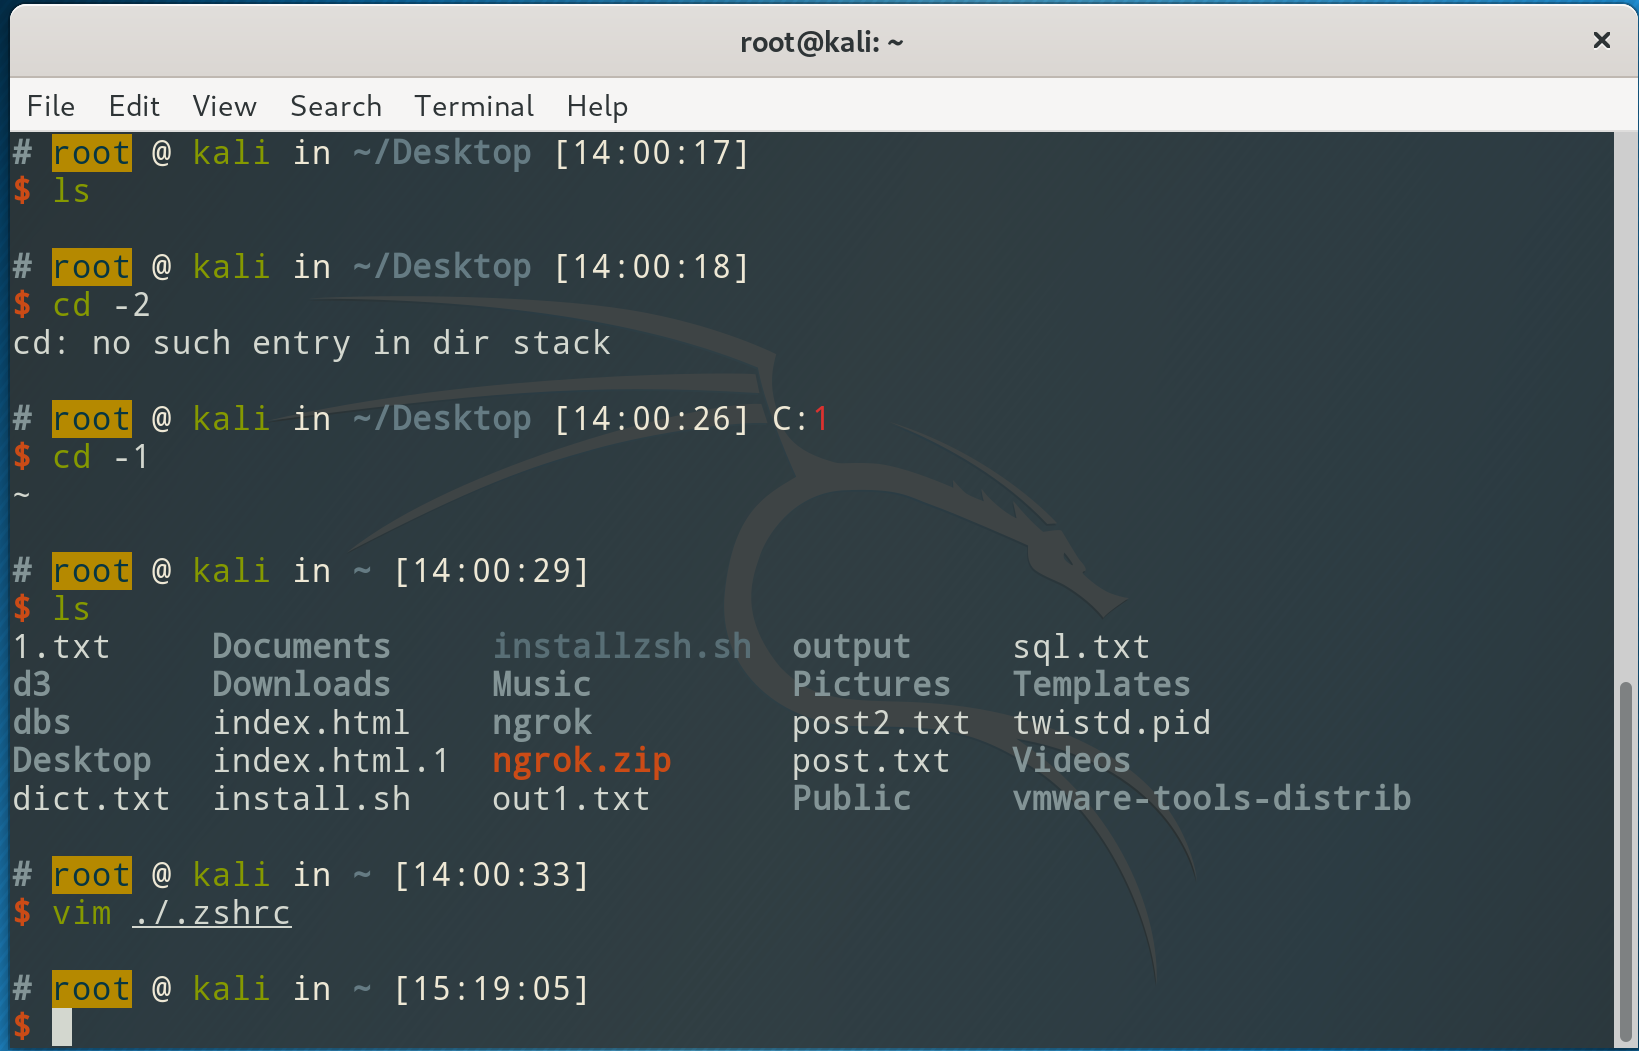 root@kali: ~
File Edit View Search Terminal Help
# root @ kali in ~/Desktop [14:00:17]
$ ls
# root @ kali in ~/Desktop [14:00:18]
$ cd -2
cd: no such entry in dir stack
# root @ kali in ~/Desktop [14:00:26] C:1
$ cd -1
~
# root @ kali in ~ [14:00:29]
$ ls
1.txt Documents installzsh.sh output sql.txt
d3 Downloads Music Pictures Templates
dbs index.html ngrok post2.txt twistd.pid
Desktop index.html.1 ngrok.zip post.txt Videos
dict.txt install.sh out1.txt Public vmware-tools-distrib
# root @ kali in ~ [14:00:33]
$ vim ./.zshrc
# root @ kali in ~ [15:19:05]
$